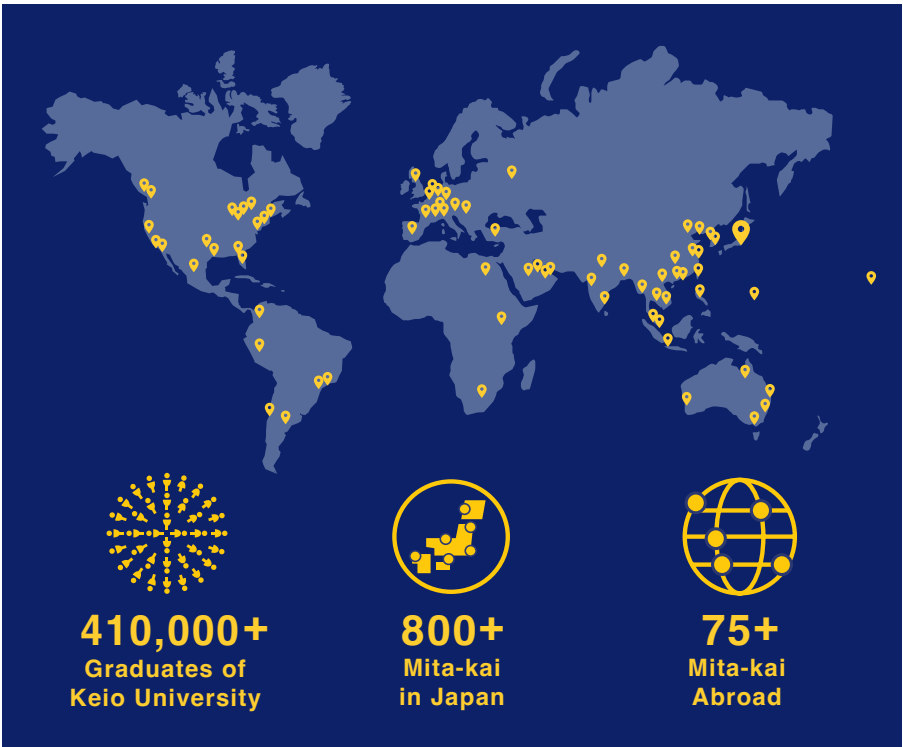 410,000+
Graduates of
Keio University
800+
Mita-kai
in Japan
75+
Mita-kai
Abroad